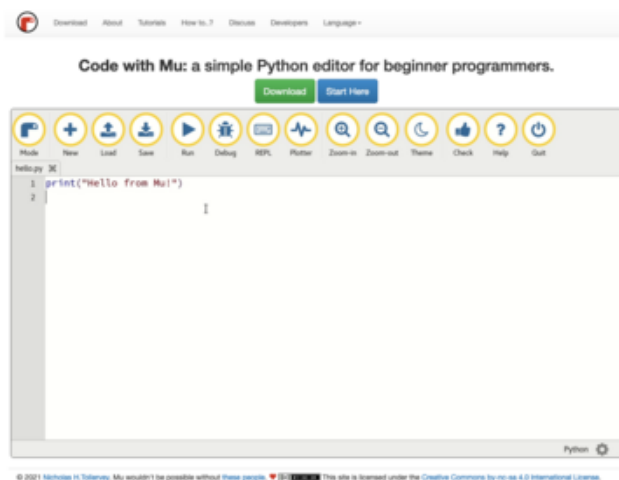 Download About Tutorials How to..? Discuss Developers Language
Code with Mu: a simple Python editor for beginner programmers.
Download Start Here
Mode New Load Save Run Debug REPL Plotter Zoom-in Zoom-out Theme Check Help Quit
hello.py
1 print("Hello from Mu!")
2
Python
© 2021 Nicholas H.Tollervey. Mu wouldn't be possible without these people. This site is licensed under the Creative Commons by-nc-sa 4.0 International License.